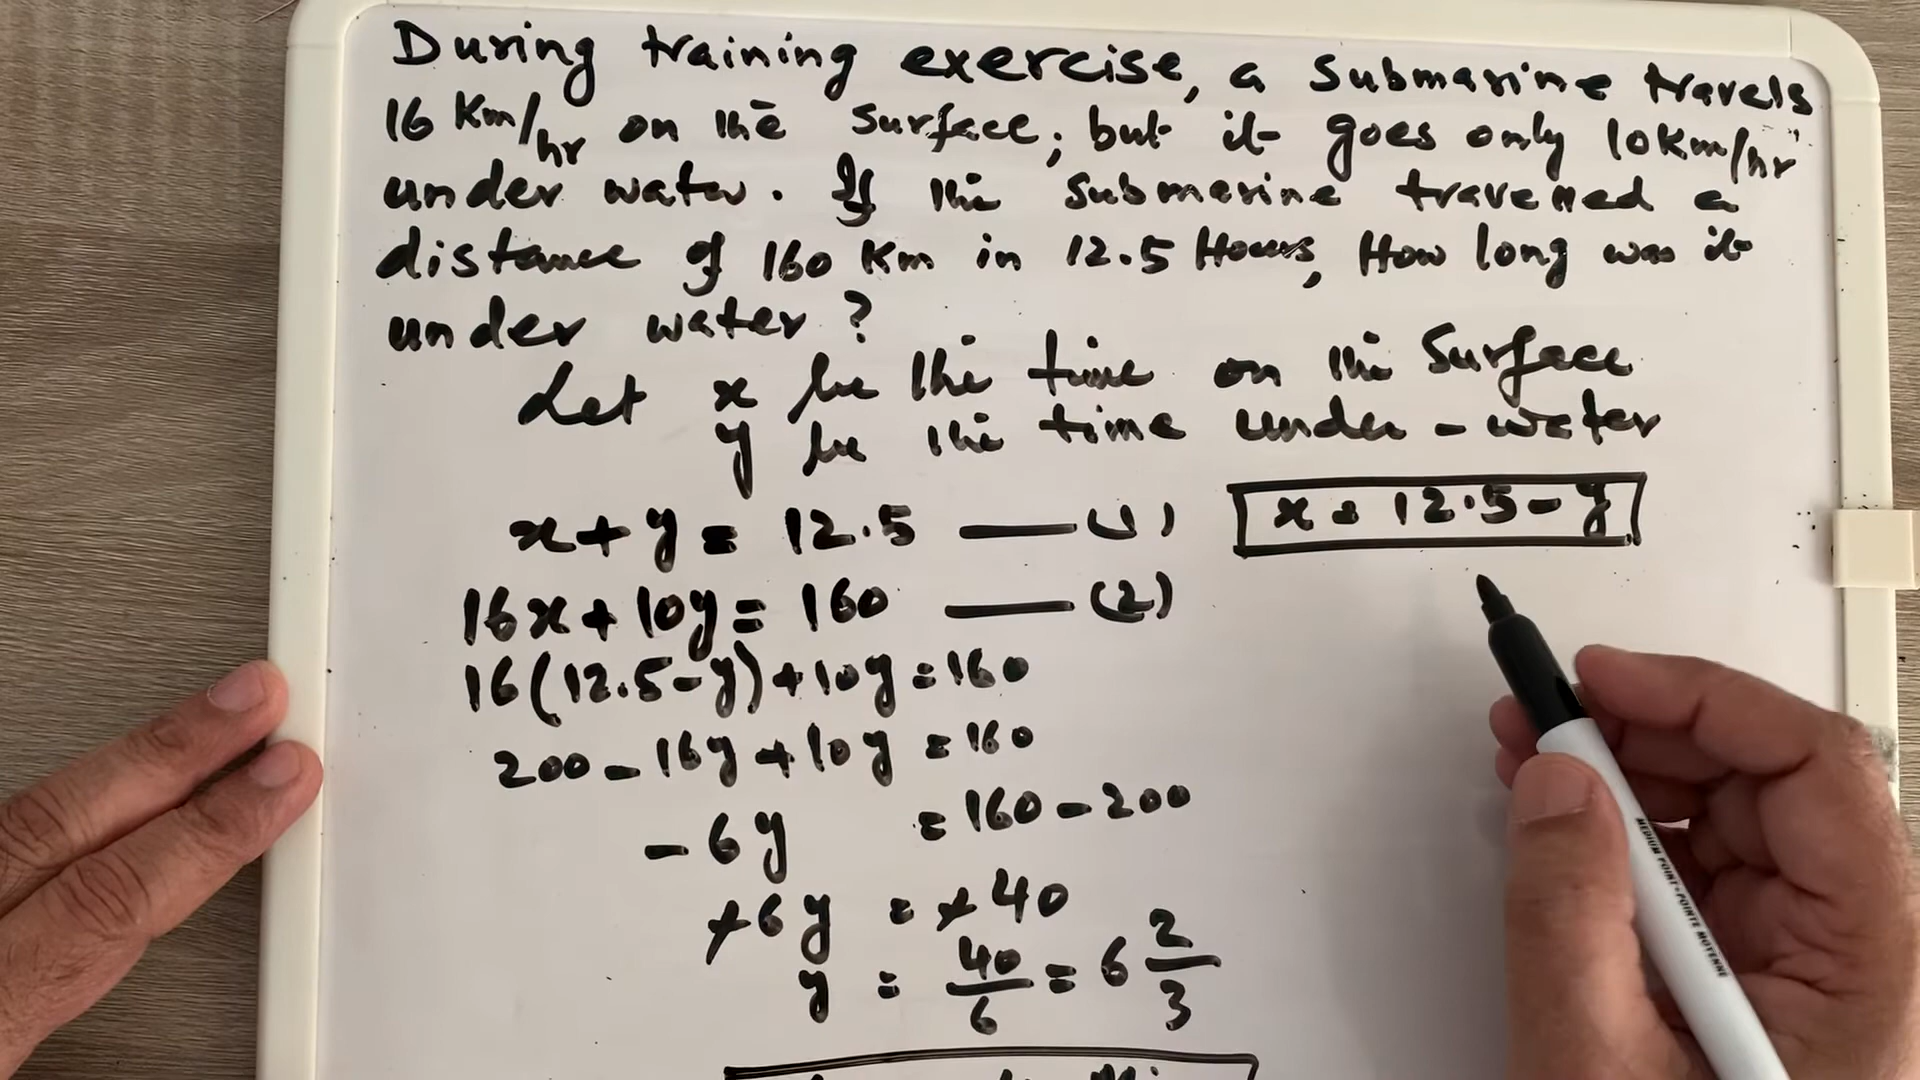 During training exercise, a submarine travels
16 Km/hr on the surface; but it goes only 10Km/hr
under water. If the submarine travelled a
distance of 160 Km in 12.5 Hours, How long was it
under water?
Let x be the time on the surface
y be the time under-water
x + y = 12.5 —— (1)
x = 12.5 - y
16x + 10y = 160 —— (2)
16(12.5-y)+10y=160
200 - 16y + 10y = 160
- 6y = 160 - 200
+6y = +40
y = 40/6 = 6 2/3
MEDIUM POINT • POINTE MOYENNE